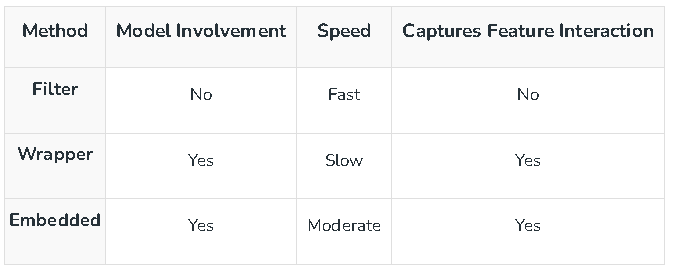 Method Model Involvement Speed Captures Feature Interaction
Filter No Fast No
Wrapper Yes Slow Yes
Embedded Yes Moderate Yes